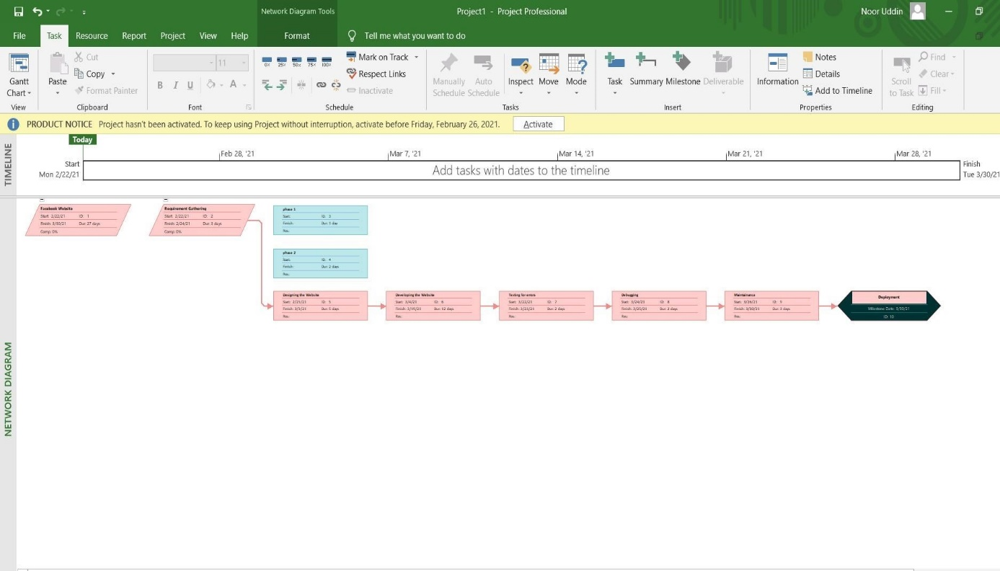 Network Diagram Tools
Project1 - Project Professional
Noor Uddin
File Task Resource Report Project View Help Format Tell me what you want to do
Gantt Chart
View
Paste
Cut
Copy
Format Painter
Clipboard
11
B I U A
Font
0% 25% 50% 75% 100%
Mark on Track
Respect Links
Inactivate
Schedule
Manually Schedule
Auto Schedule
Inspect
Move
Mode
Tasks
Task
Summary
Milestone
Deliverable
Insert
Information
Notes
Details
Add to Timeline
Properties
Scroll to Task
Find
Clear
Fill
Editing
PRODUCT NOTICE Project hasn't been activated. To keep using Project without interruption, activate before Friday, February 26, 2021. Activate
TIMELINE
Today
Feb 28, '21 Mar 7, '21 Mar 14, '21 Mar 21, '21 Mar 28, '21
Start
Mon 2/22/21
Add tasks with dates to the timeline
Finish
Tue 3/30/21
NETWORK DIAGRAM
Facebook Website
Start: 2/22/21 ID: 1
Finish: 3/30/21 Dur: 27 days
Comp: 0%
Requirement Gathering
Start: 2/22/21 ID: 2
Finish: 2/24/21 Dur: 3 days
Comp: 0%
phase 1
Start: ID: 3
Finish: Dur: 1 day
Res:
phase 2
Start: ID: 4
Finish: Dur: 2 days
Res:
Designing the Website
Start: 2/25/21 ID: 5
Finish: 3/3/21 Dur: 5 days
Res:
Developing the Website
Start: 3/4/21 ID: 6
Finish: 3/19/21 Dur: 12 days
Res:
Testing for errors
Start: 3/22/21 ID: 7
Finish: 3/23/21 Dur: 2 days
Res:
Debugging
Start: 3/24/21 ID: 8
Finish: 3/25/21 Dur: 2 days
Res:
Maintainance
Start: 3/26/21 ID: 9
Finish: 3/30/21 Dur: 3 days
Res:
Deployment
Milestone Date: 3/30/21
ID: 10